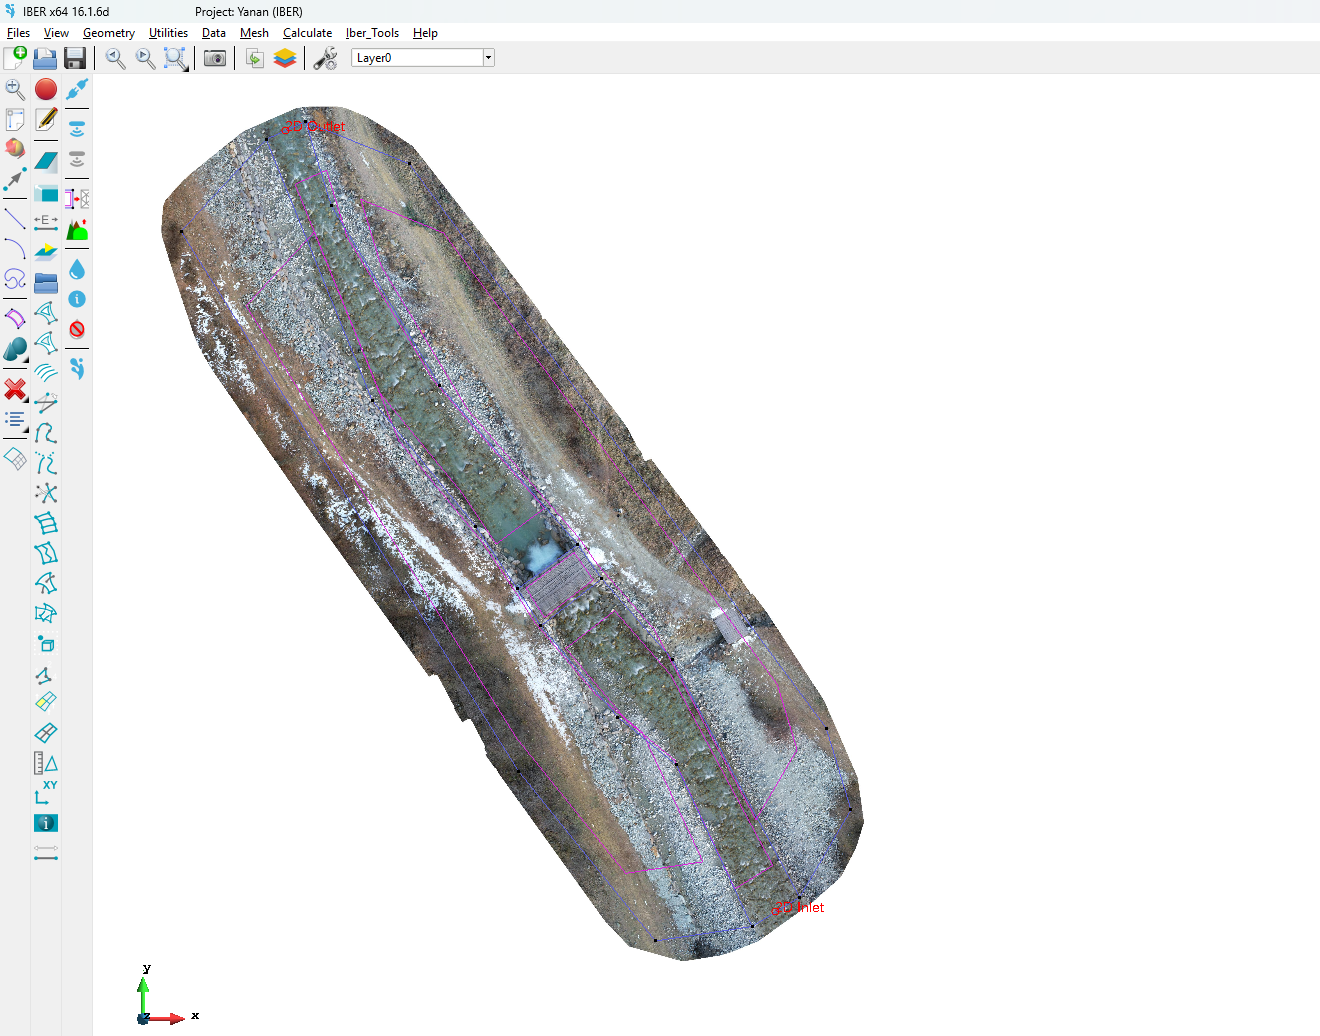 IBER x64 16.1.6d Project: Yanan (IBER)
Files View Geometry Utilities Data Mesh Calculate Iber_Tools Help
Layer0
E
XY
2D Outlet
2D Inlet
y
z x